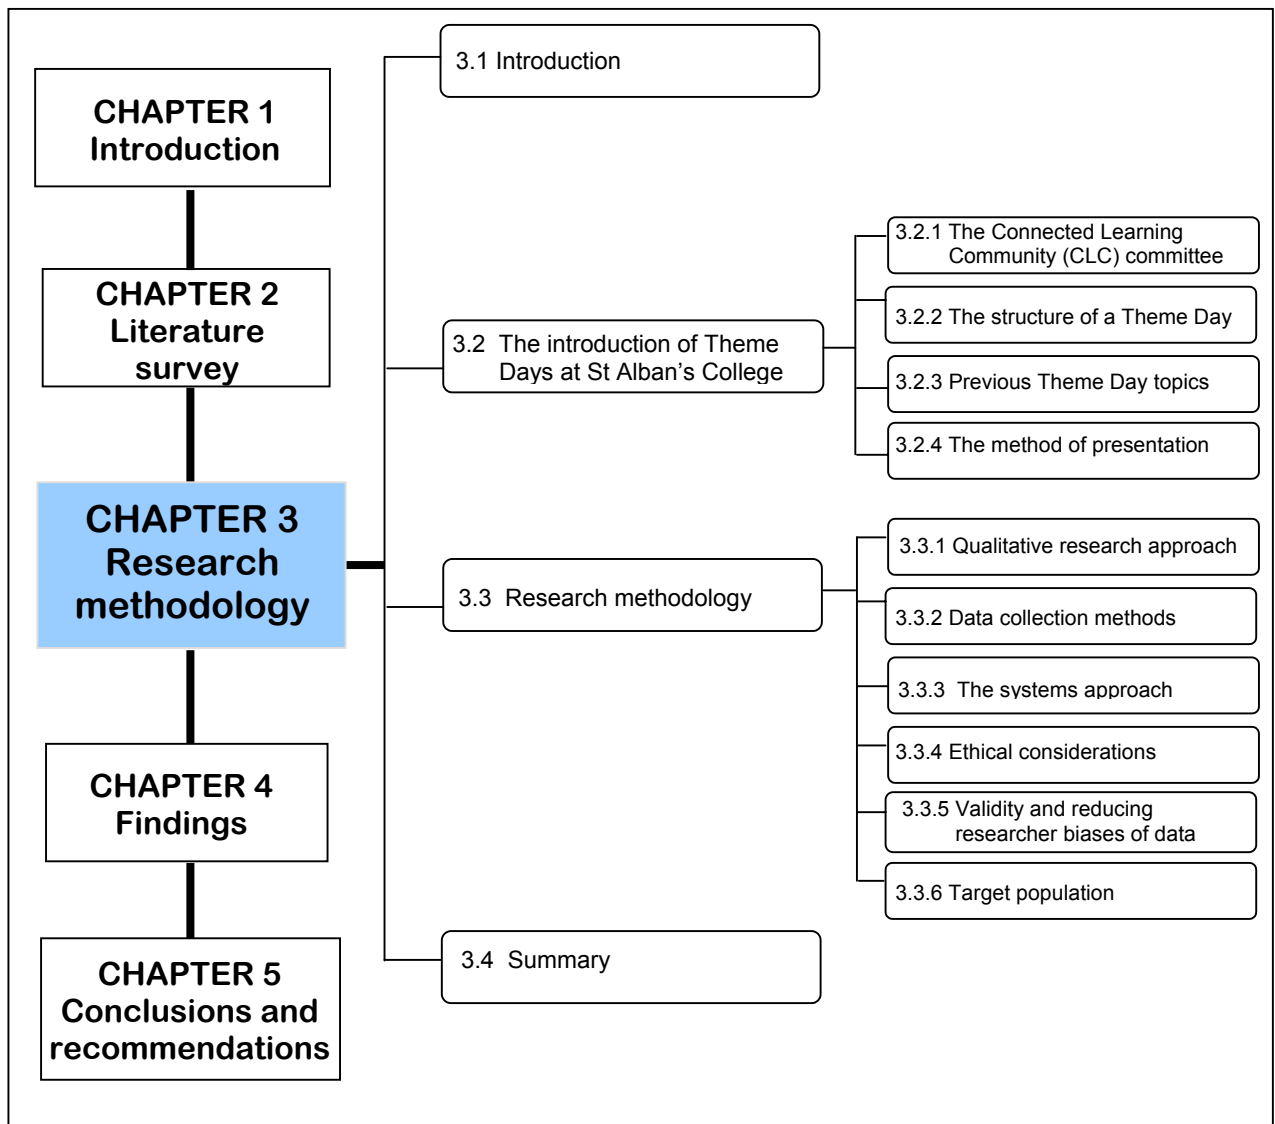 CHAPTER 1
Introduction
CHAPTER 2
Literature
survey
CHAPTER 3
Research
methodology
CHAPTER 4
Findings
CHAPTER 5
Conclusions and
recommendations
3.1 Introduction
3.2 The introduction of Theme
Days at St Alban’s College
3.2.1 The Connected Learning
Community (CLC) committee
3.2.2 The structure of a Theme Day
3.2.3 Previous Theme Day topics
3.2.4 The method of presentation
3.3 Research methodology
3.3.1 Qualitative research approach
3.3.2 Data collection methods
3.3.3 The systems approach
3.3.4 Ethical considerations
3.3.5 Validity and reducing
researcher biases of data
3.3.6 Target population
3.4 Summary